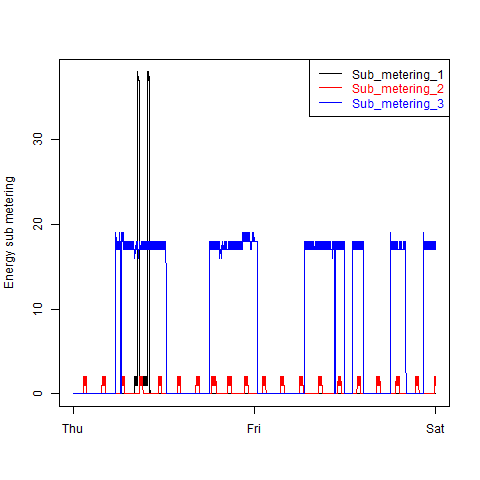 Sub_metering_1
Sub_metering_2
Sub_metering_3
Energy sub metering
30
20
10
0
Thu Fri Sat